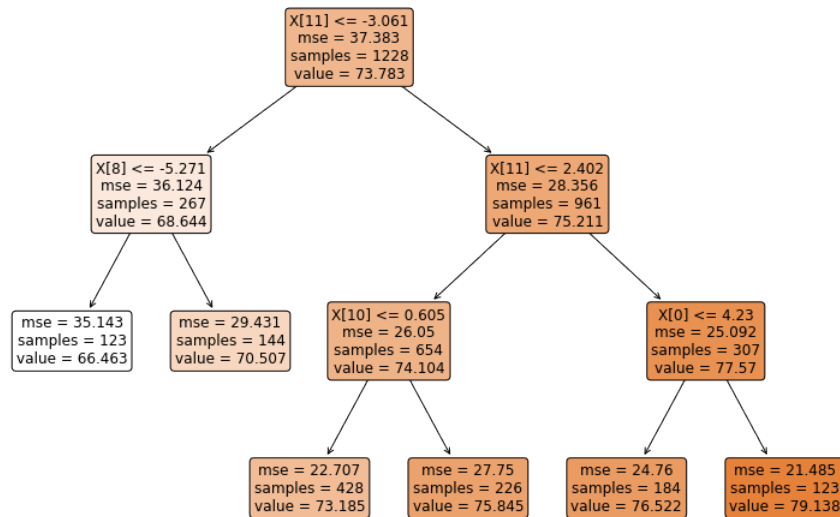 X[11] <= -3.061
mse = 37.383
samples = 1228
value = 73.783
X[8] <= -5.271
mse = 36.124
samples = 267
value = 68.644
X[11] <= 2.402
mse = 28.356
samples = 961
value = 75.211
mse = 35.143
samples = 123
value = 66.463
mse = 29.431
samples = 144
value = 70.507
X[10] <= 0.605
mse = 26.05
samples = 654
value = 74.104
X[0] <= 4.23
mse = 25.092
samples = 307
value = 77.57
mse = 22.707
samples = 428
value = 73.185
mse = 27.75
samples = 226
value = 75.845
mse = 24.76
samples = 184
value = 76.522
mse = 21.485
samples = 123
value = 79.138